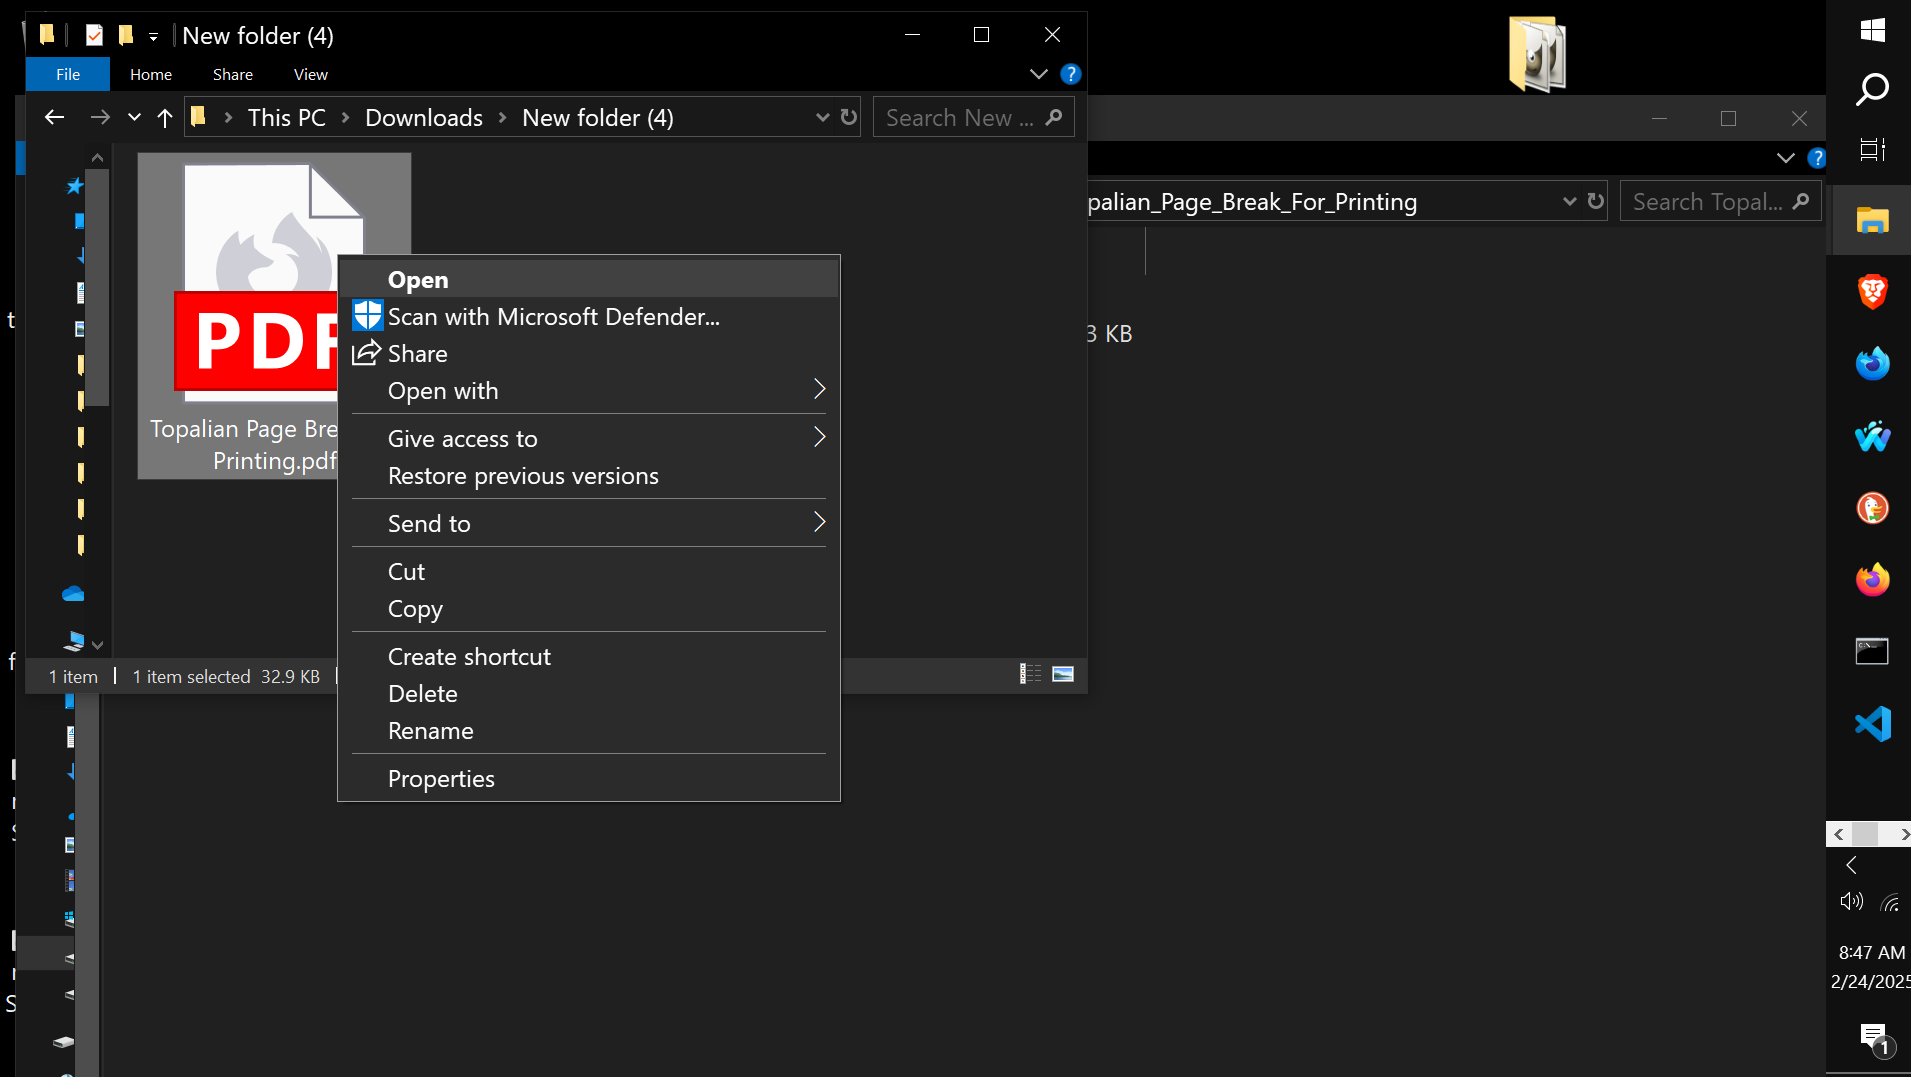 New folder (4)
File
Home
Share
View
This PC
Downloads
New folder (4)
Search New ...
opalian_Page_Break_For_Printing
Search Topal...
3 KB
PDF
Topalian Page Bre
Printing.pdf
Open
Scan with Microsoft Defender...
Share
Open with
Give access to
Restore previous versions
Send to
Cut
Copy
Create shortcut
Delete
Rename
Properties
1 item
1 item selected 32.9 KB
8:47 AM
2/24/2025
1